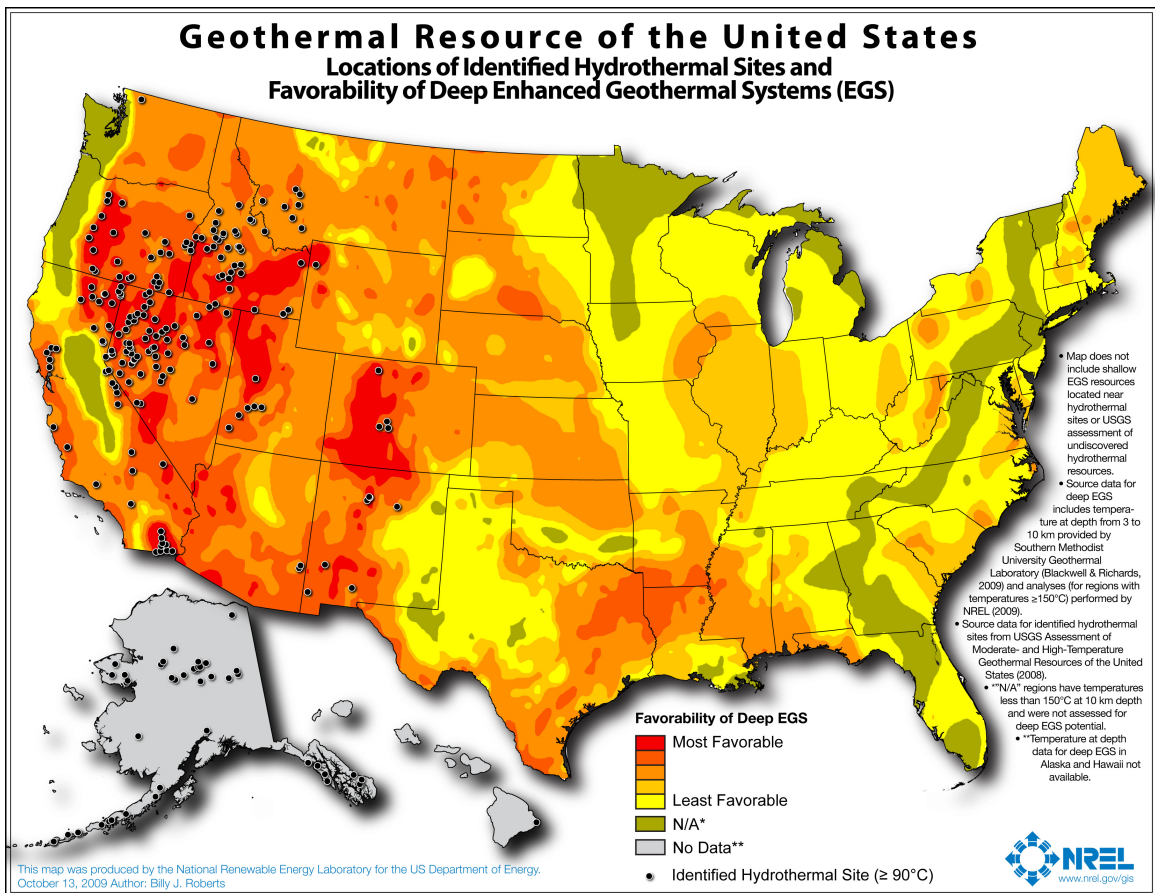 Geothermal Resource of the United States
Locations of Identified Hydrothermal Sites and
Favorability of Deep Enhanced Geothermal Systems (EGS)
• Map does not
include shallow
EGS resources
located near
hydrothermal
sites or USGS
assessment of
undiscovered
hydrothermal
resources.
• Source data for
deep EGS
includes tempera-
ture at depth from 3 to
10 km provided by
Southern Methodist
University Geothermal
Laboratory (Blackwell & Richards,
2009) and analyses (for regions with
temperatures ≥150°C) performed by
NREL (2009).
• Source data for identified hydrothermal
sites from USGS Assessment of
Moderate- and High-Temperature
Geothermal Resources of the United
States (2008).
• *"N/A" regions have temperatures
less than 150°C at 10 km depth
and were not assessed for
deep EGS potential.
• **Temperature at depth
data for deep EGS in
Alaska and Hawaii not
available.
Favorability of Deep EGS
Most Favorable
Least Favorable
N/A*
No Data**
Identified Hydrothermal Site (≥ 90°C)
This map was produced by the National Renewable Energy Laboratory for the US Department of Energy.
October 13, 2009 Author: Billy J. Roberts
NREL
www.nrel.gov/gis